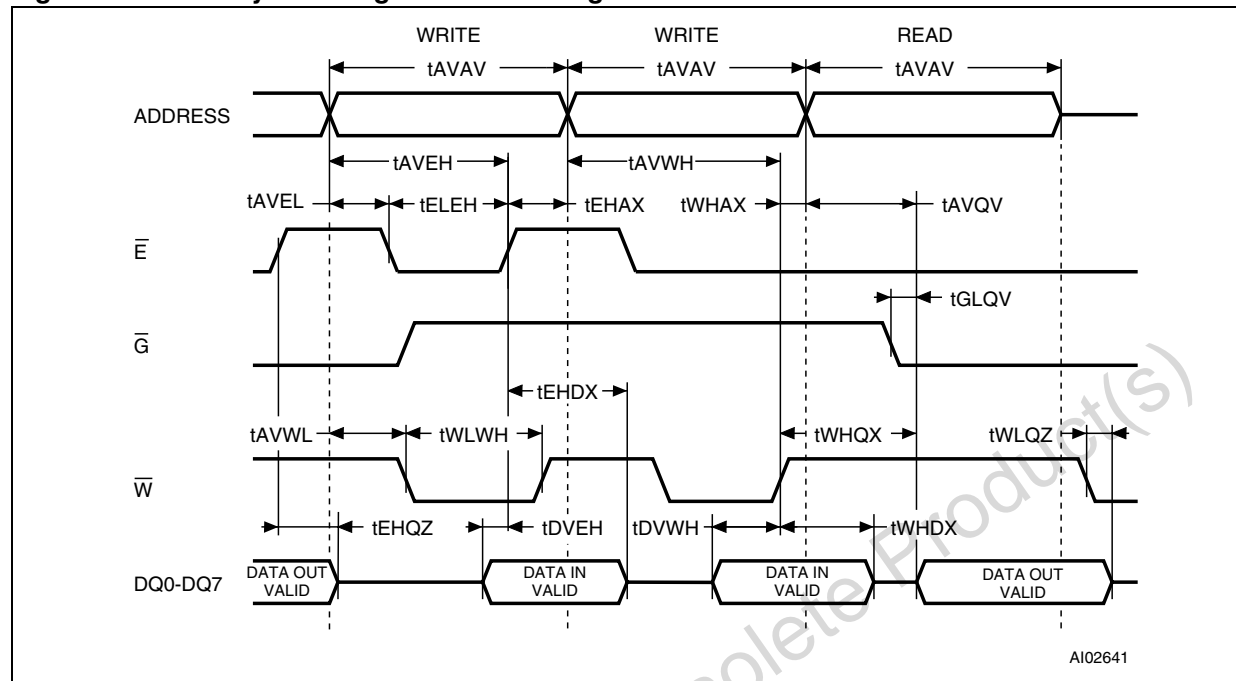 WRITE WRITE READ
tAVAV tAVAV tAVAV
ADDRESS
tAVEH tAVWH
tAVEL tELEH tEHAX tWHAX tAVQV
E
tGLQV
G
tEHDX
tAVWL tWLWH tWHQX tWLQZ
W
tEHQZ tDVEH tDVWH tWHDX
DQ0-DQ7
DATA OUT
VALID
DATA IN
VALID
DATA IN
VALID
DATA OUT
VALID
AI02641
Product(s)